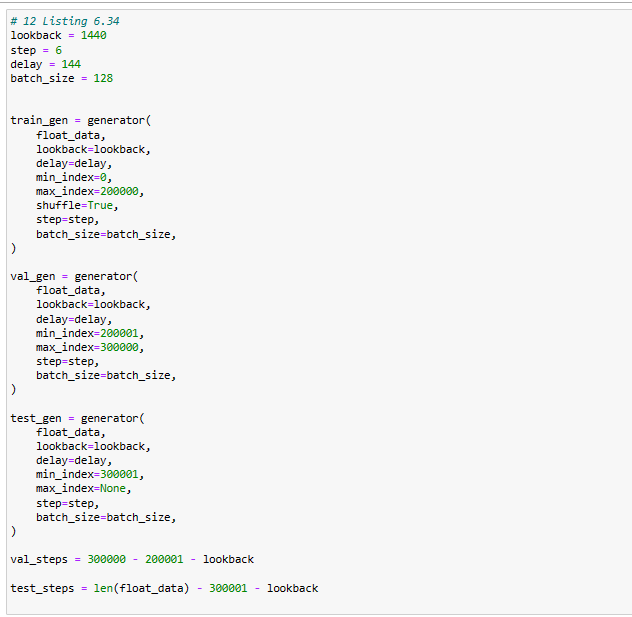 # 12 Listing 6.34
lookback = 1440
step = 6
delay = 144
batch_size = 128
train_gen = generator(
    float_data,
    lookback=lookback,
    delay=delay,
    min_index=0,
    max_index=200000,
    shuffle=True,
    step=step,
    batch_size=batch_size,
)
val_gen = generator(
    float_data,
    lookback=lookback,
    delay=delay,
    min_index=200001,
    max_index=300000,
    step=step,
    batch_size=batch_size,
)
test_gen = generator(
    float_data,
    lookback=lookback,
    delay=delay,
    min_index=300001,
    max_index=None,
    step=step,
    batch_size=batch_size,
)
val_steps = 300000 - 200001 - lookback
test_steps = len(float_data) - 300001 - lookback